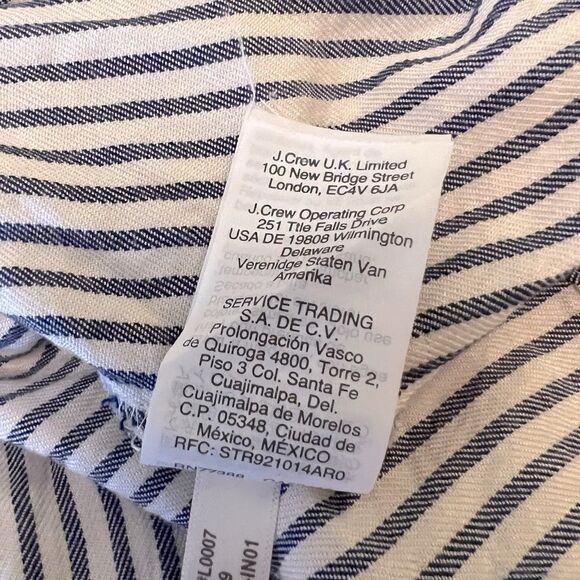 J.Crew U.K. Limited
100 New Bridge Street
London, EC4V 6JA
J.Crew Operating Corp
251 Ttle Falls Drive
USA DE 19808 Wilmington
Delaware
Verenidge Staten Van
Amerika
SERVICE TRADING
S.A. DE C.V.
Prolongación Vasco
de Quiroga 4800, Torre 2,
Piso 3 Col. Santa Fe
Cuajimalpa, Del.
Cuajimalpa de Morelos
C.P. 05348, Ciudad de
México, MÉXICO
RFC: STR921014AR0